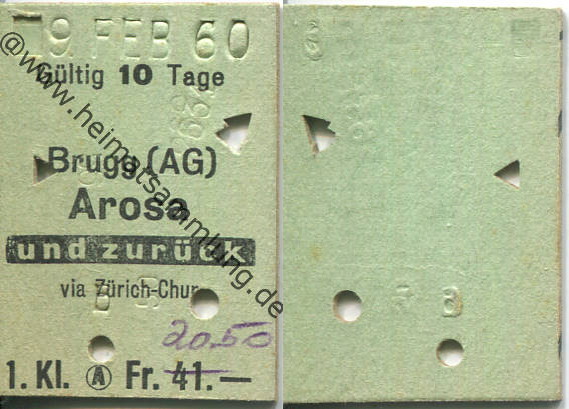 9 FEB 60
Gültig 10 Tage
Brugg (AG)
Arosa
und zurück
via Zürich-Chur
20.50
1. Kl. A Fr. 41.—
@www.heimatsammlung.de